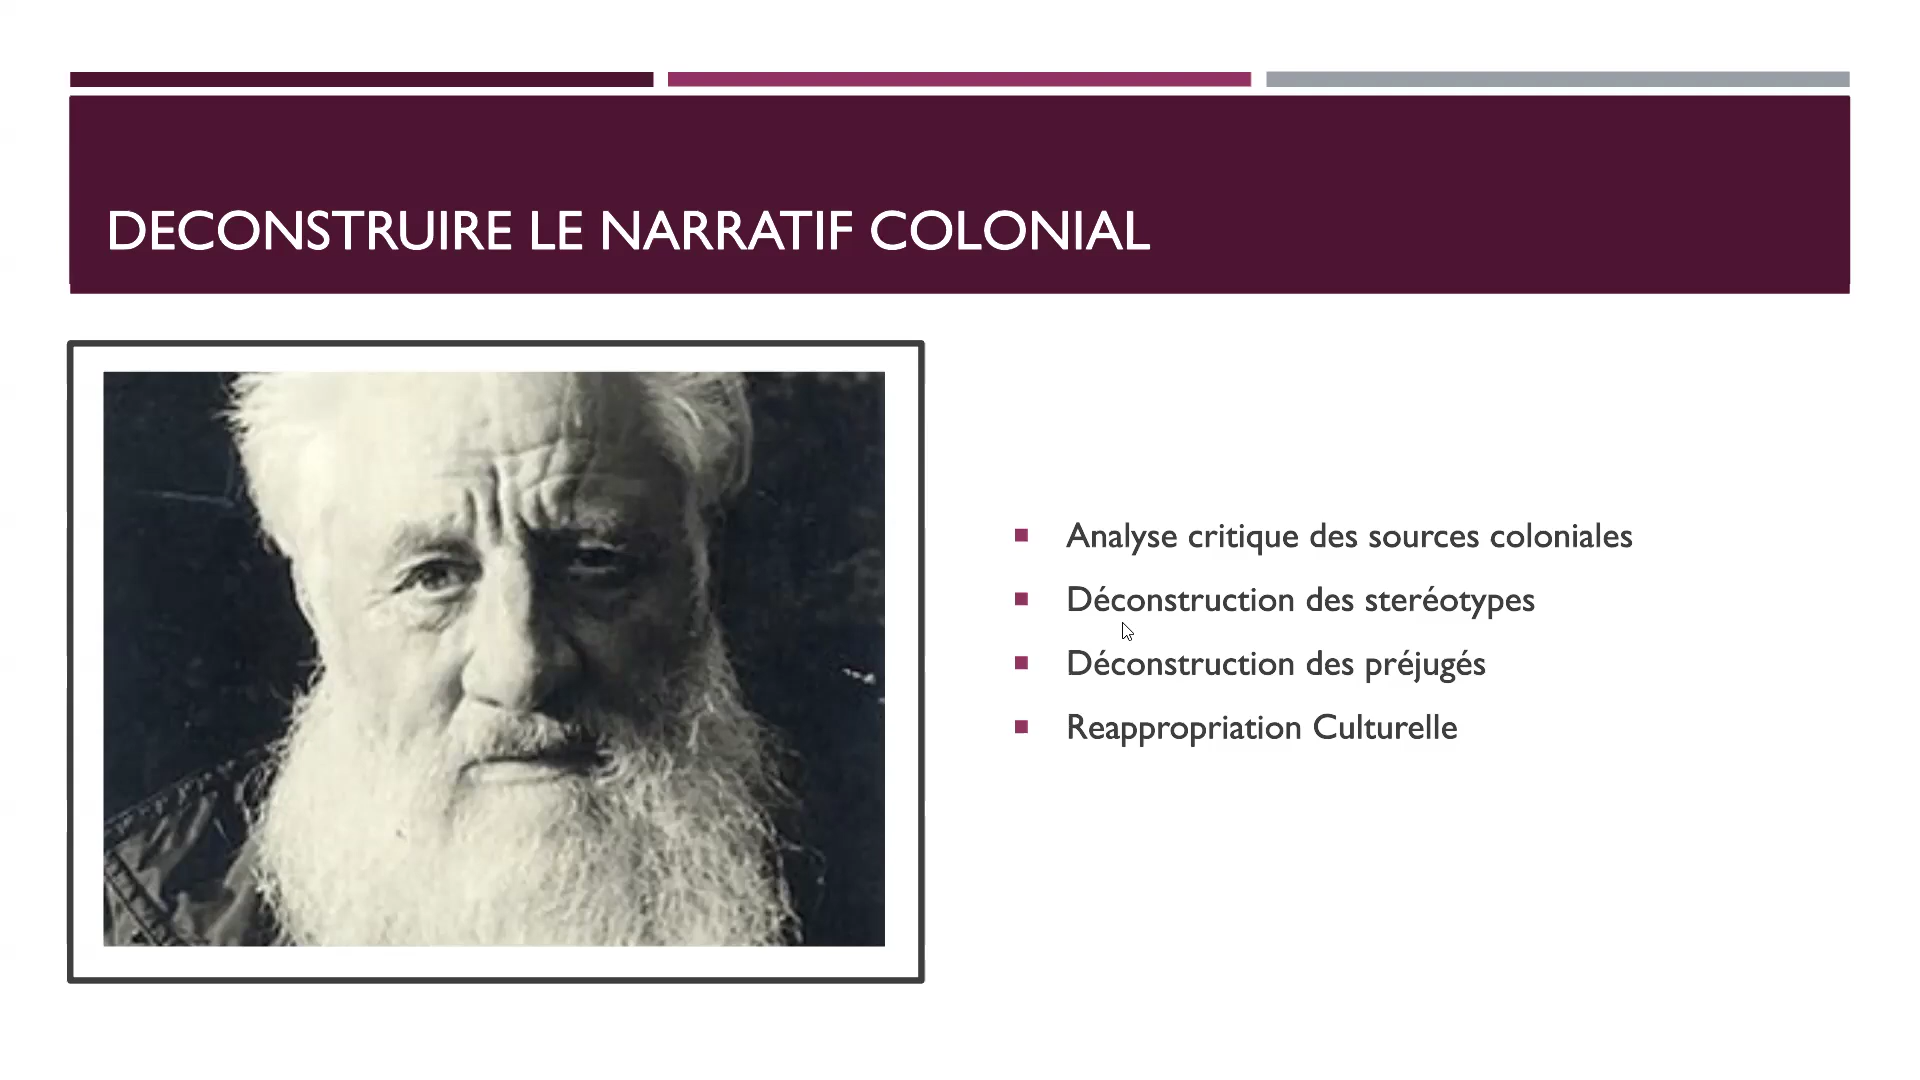 DECONSTRUIRE LE NARRATIF COLONIAL
Analyse critique des sources coloniales
Déconstruction des steréotypes
Déconstruction des préjugés
Reappropriation Culturelle